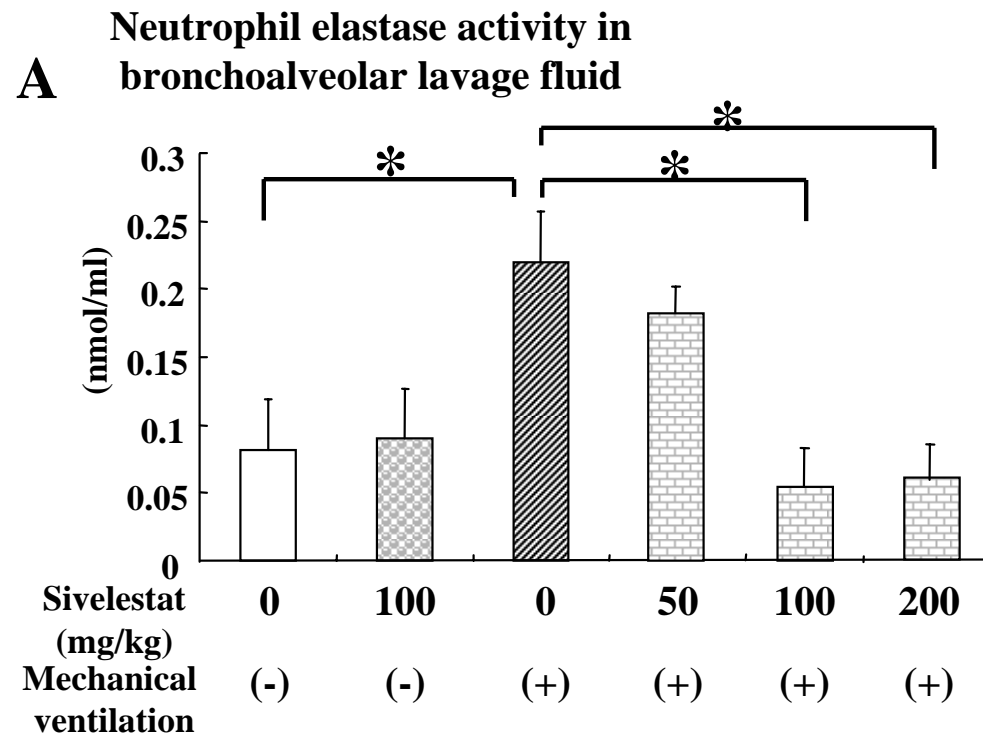 Neutrophil elastase activity in
A bronchoalveolar lavage fluid
* 
* *
0.3
0.25
0.2
0.15
0.1
0.05
0
(nmol/ml)
Sivelestat 0 100 0 50 100 200
(mg/kg)
Mechanical (-) (-) (+) (+) (+) (+)
ventilation